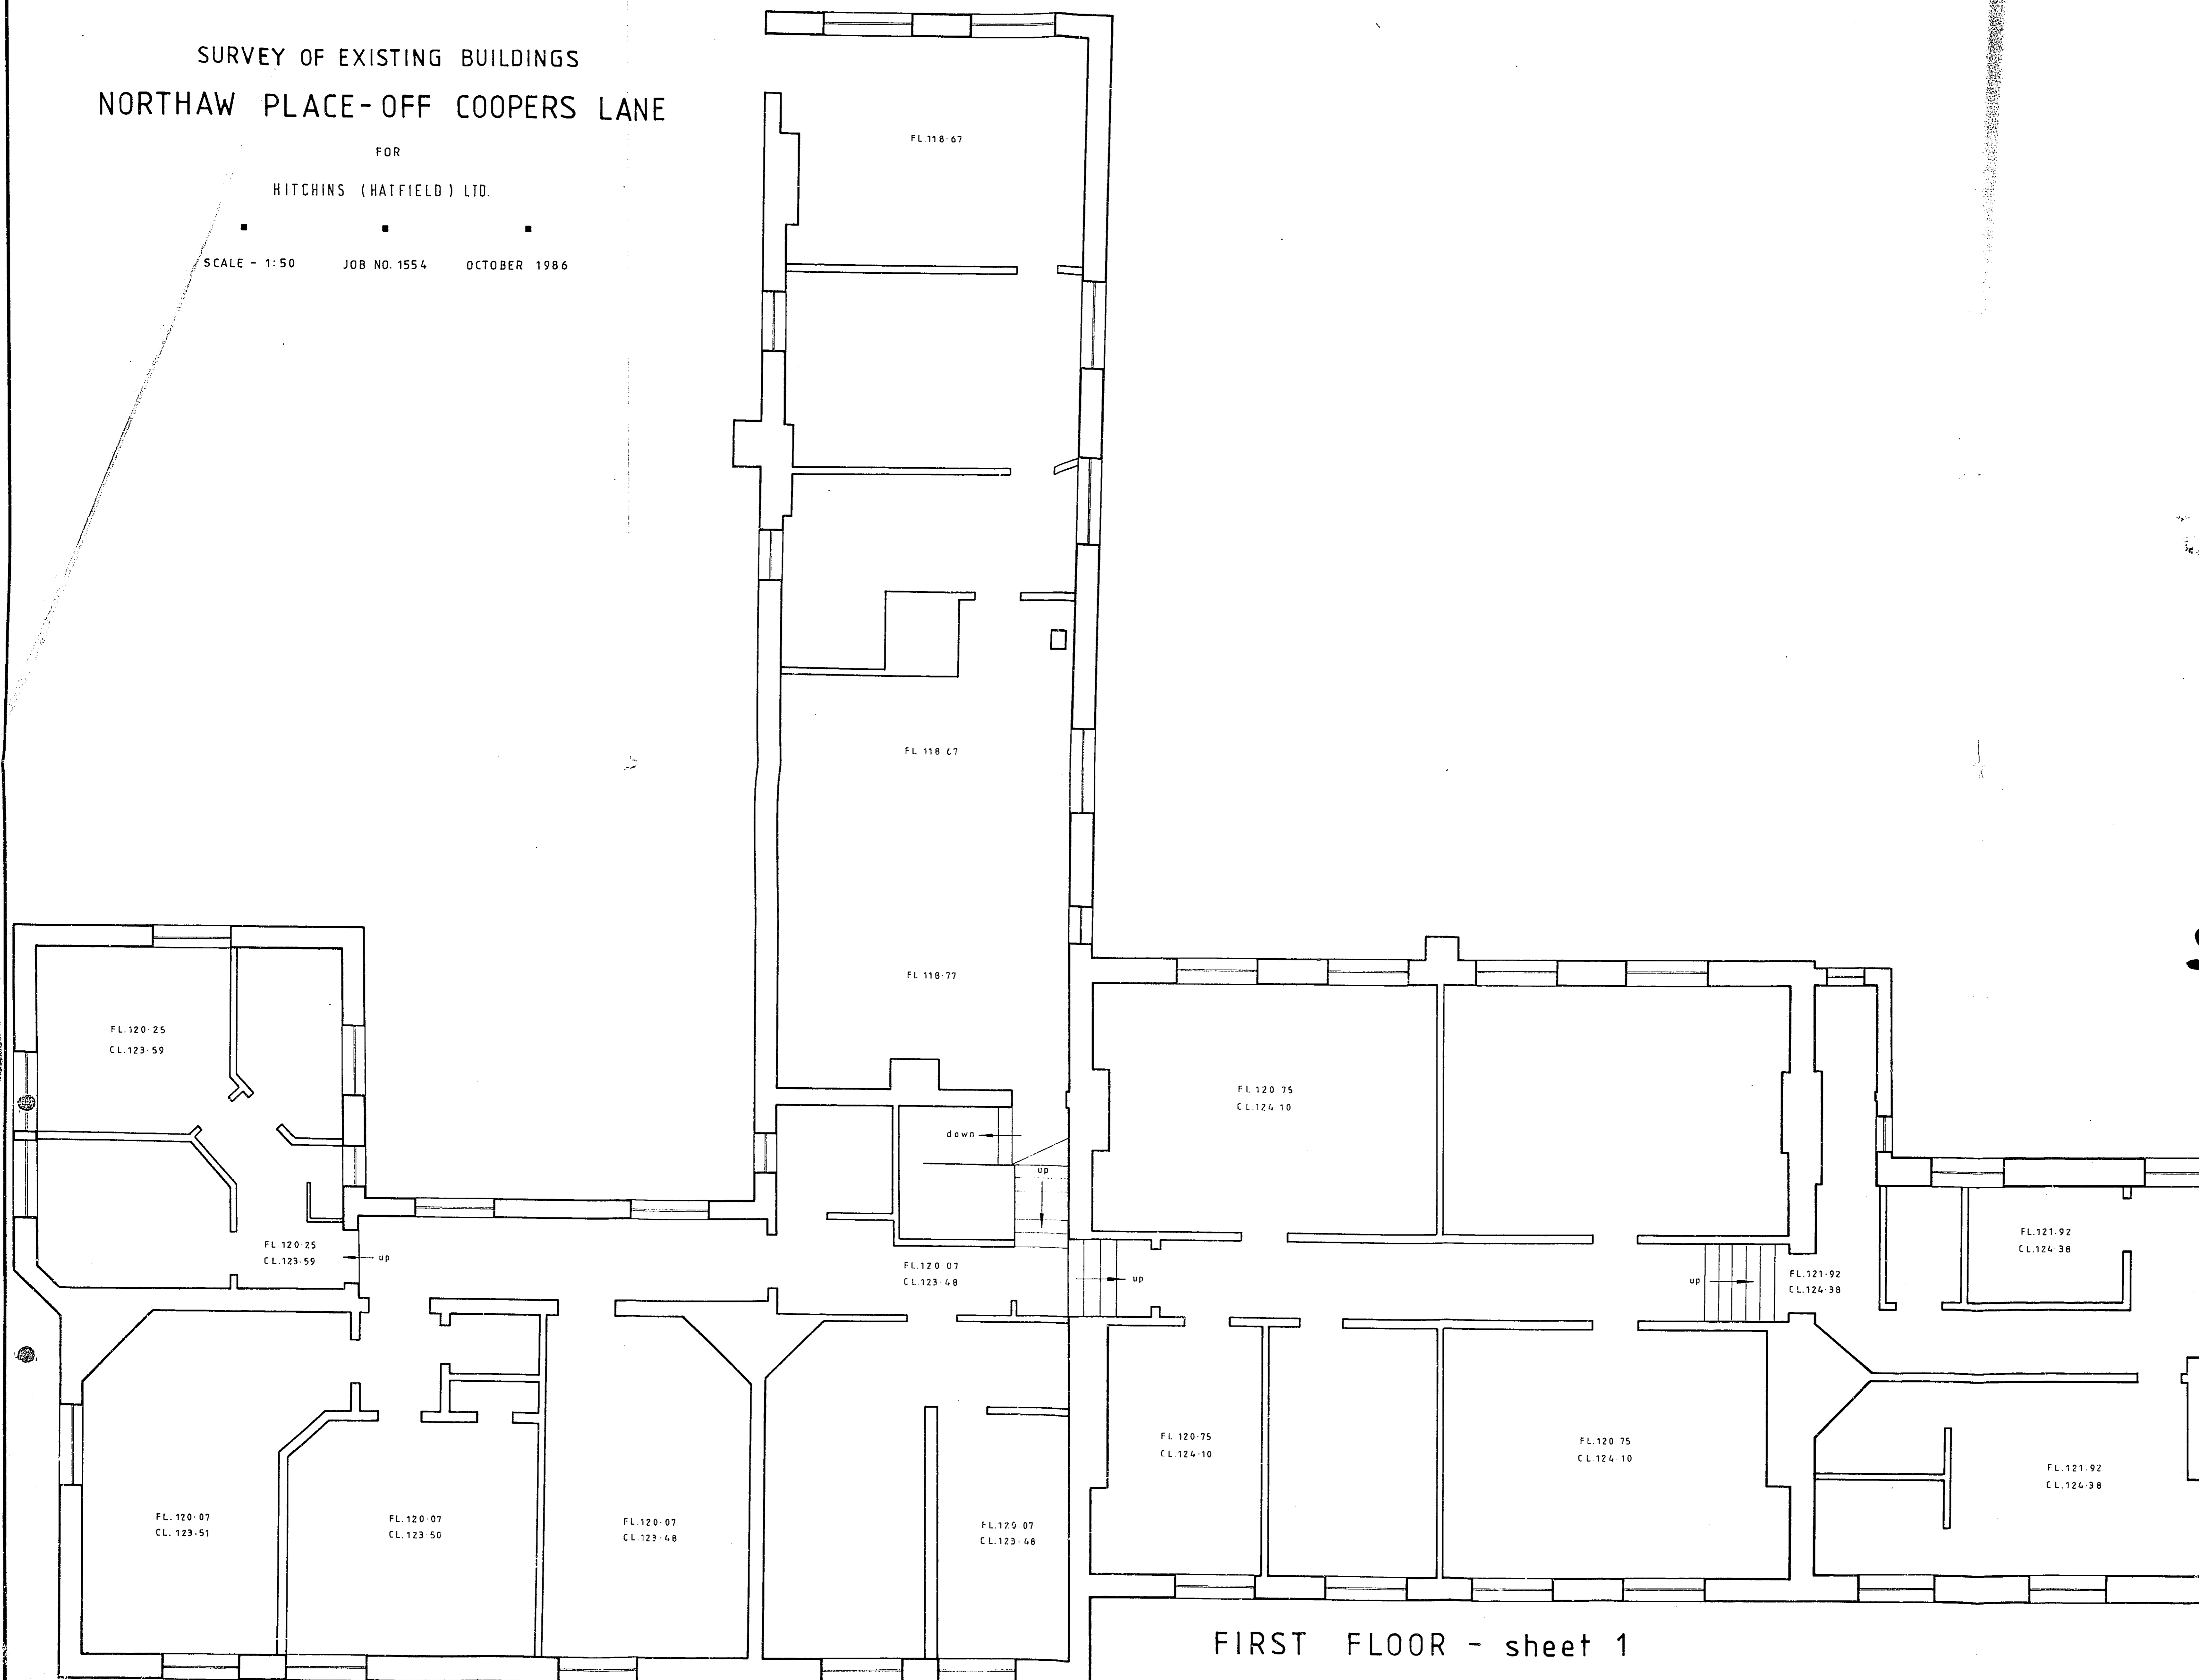 SURVEY OF EXISTING BUILDINGS
NORTHAW PLACE-OFF COOPERS LANE
FOR
HITCHINS (HATFIELD) LTD.
SCALE - 1:50 JOB NO. 1554 OCTOBER 1986
FL.118·67
FL 118 67
FL 118·77
FL.120·25
CL.123·59
FL.120·25
CL.123·59
up
down
up
FL.120·07
CL.123·48
up
FL 120 75
CL.124 10
up
FL.121·92
CL.124·38
FL.121·92
CL.124·38
FL.120·07
CL.123·51
FL.120·07
CL.123 50
FL.120·07
CL.123·48
FL.120 07
CL.123·48
FL 120·75
CL.124·10
FL.120 75
CL.124 10
FL.121·92
CL.124·38
FIRST FLOOR - sheet 1